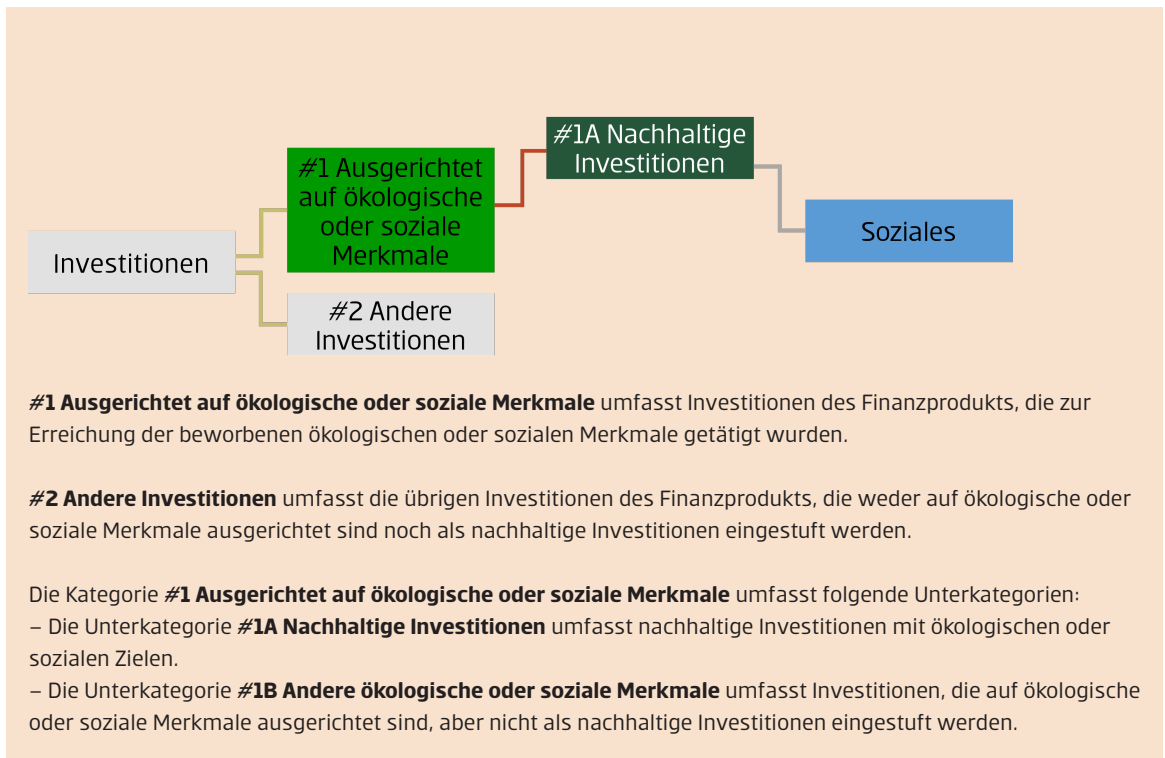 #1A Nachhaltige
Investitionen
#1 Ausgerichtet
auf ökologische
oder soziale
Merkmale
Soziales
Investitionen
#2 Andere
Investitionen
#1 Ausgerichtet auf ökologische oder soziale Merkmale umfasst Investitionen des Finanzprodukts, die zur
Erreichung der beworbenen ökologischen oder sozialen Merkmale getätigt wurden.
#2 Andere Investitionen umfasst die übrigen Investitionen des Finanzprodukts, die weder auf ökologische oder
soziale Merkmale ausgerichtet sind noch als nachhaltige Investitionen eingestuft werden.
Die Kategorie #1 Ausgerichtet auf ökologische oder soziale Merkmale umfasst folgende Unterkategorien:
– Die Unterkategorie #1A Nachhaltige Investitionen umfasst nachhaltige Investitionen mit ökologischen oder
sozialen Zielen.
– Die Unterkategorie #1B Andere ökologische oder soziale Merkmale umfasst Investitionen, die auf ökologische
oder soziale Merkmale ausgerichtet sind, aber nicht als nachhaltige Investitionen eingestuft werden.